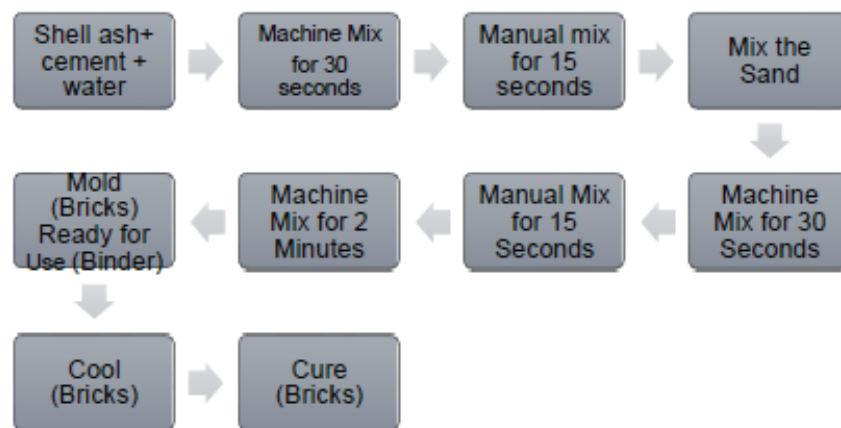 Shell ash+
cement +
water
Machine Mix
for 30
seconds
Manual mix
for 15
seconds
Mix the
Sand
Machine
Mix for 30
Seconds
Manual Mix
for 15
Seconds
Machine
Mix for 2
Minutes
Mold
(Bricks)
Ready for
Use (Binder)
Cool
(Bricks)
Cure
(Bricks)